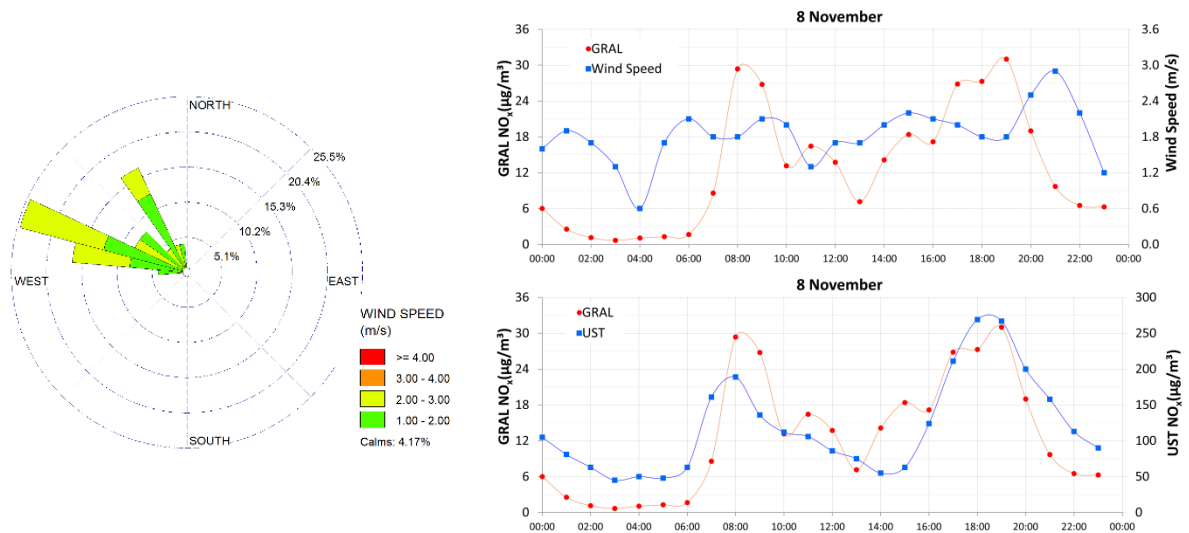 NORTH
25.5%
20.4%
15.3%
10.2%
5.1%
WEST
EAST
SOUTH
WIND SPEED
(m/s)
>= 4.00
3.00 - 4.00
2.00 - 3.00
1.00 - 2.00
Calms: 4.17%
8 November
GRAL
Wind Speed
GRAL NOx(µg/m³)
36
30
24
18
12
6
0
3.6
3.0
2.4
1.8
1.2
0.6
0.0
Wind Speed (m/s)
00:00 02:00 04:00 06:00 08:00 10:00 12:00 14:00 16:00 18:00 20:00 22:00 00:00
8 November
GRAL
UST
GRAL NOx(µg/m³)
36
30
24
18
12
6
0
300
250
200
150
100
50
0
UST NOx(µg/m³)
00:00 02:00 04:00 06:00 08:00 10:00 12:00 14:00 16:00 18:00 20:00 22:00 00:00